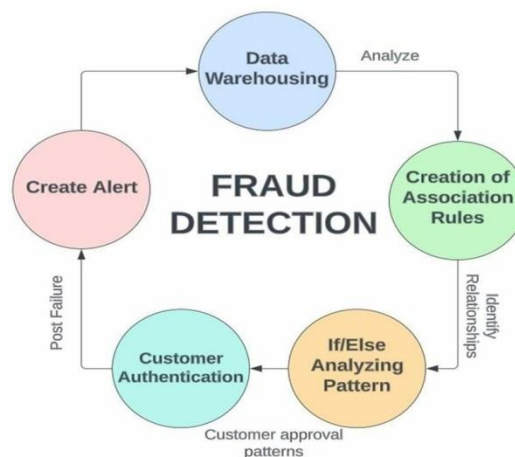 Data
Warehousing
Analyze
Creation of
Association
Rules
Identify
Relationships
If/Else
Analyzing
Pattern
Customer approval
patterns
Customer
Authentication
Post Failure
Create Alert
FRAUD
DETECTION